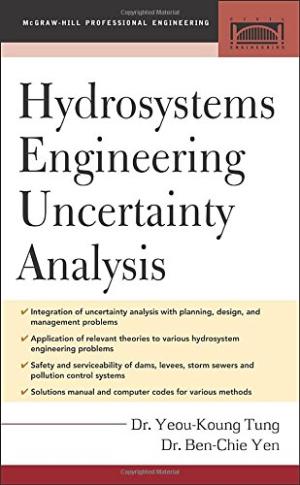 McGRAW-HILL PROFESSIONAL ENGINEERING
CIVIL
ENGINEERING
Hydrosystems
Engineering
Uncertainty
Analysis
✔ Integration of uncertainty analysis with planning, design, and
management problems
✔ Application of relevant theories to various hydrosystem
engineering problems
✔ Safety and serviceability of dams, levees, storm sewers and
pollution control systems
✔ Solutions manual and computer codes for various methods
Dr. Yeou-Koung Tung
Dr. Ben-Chie Yen